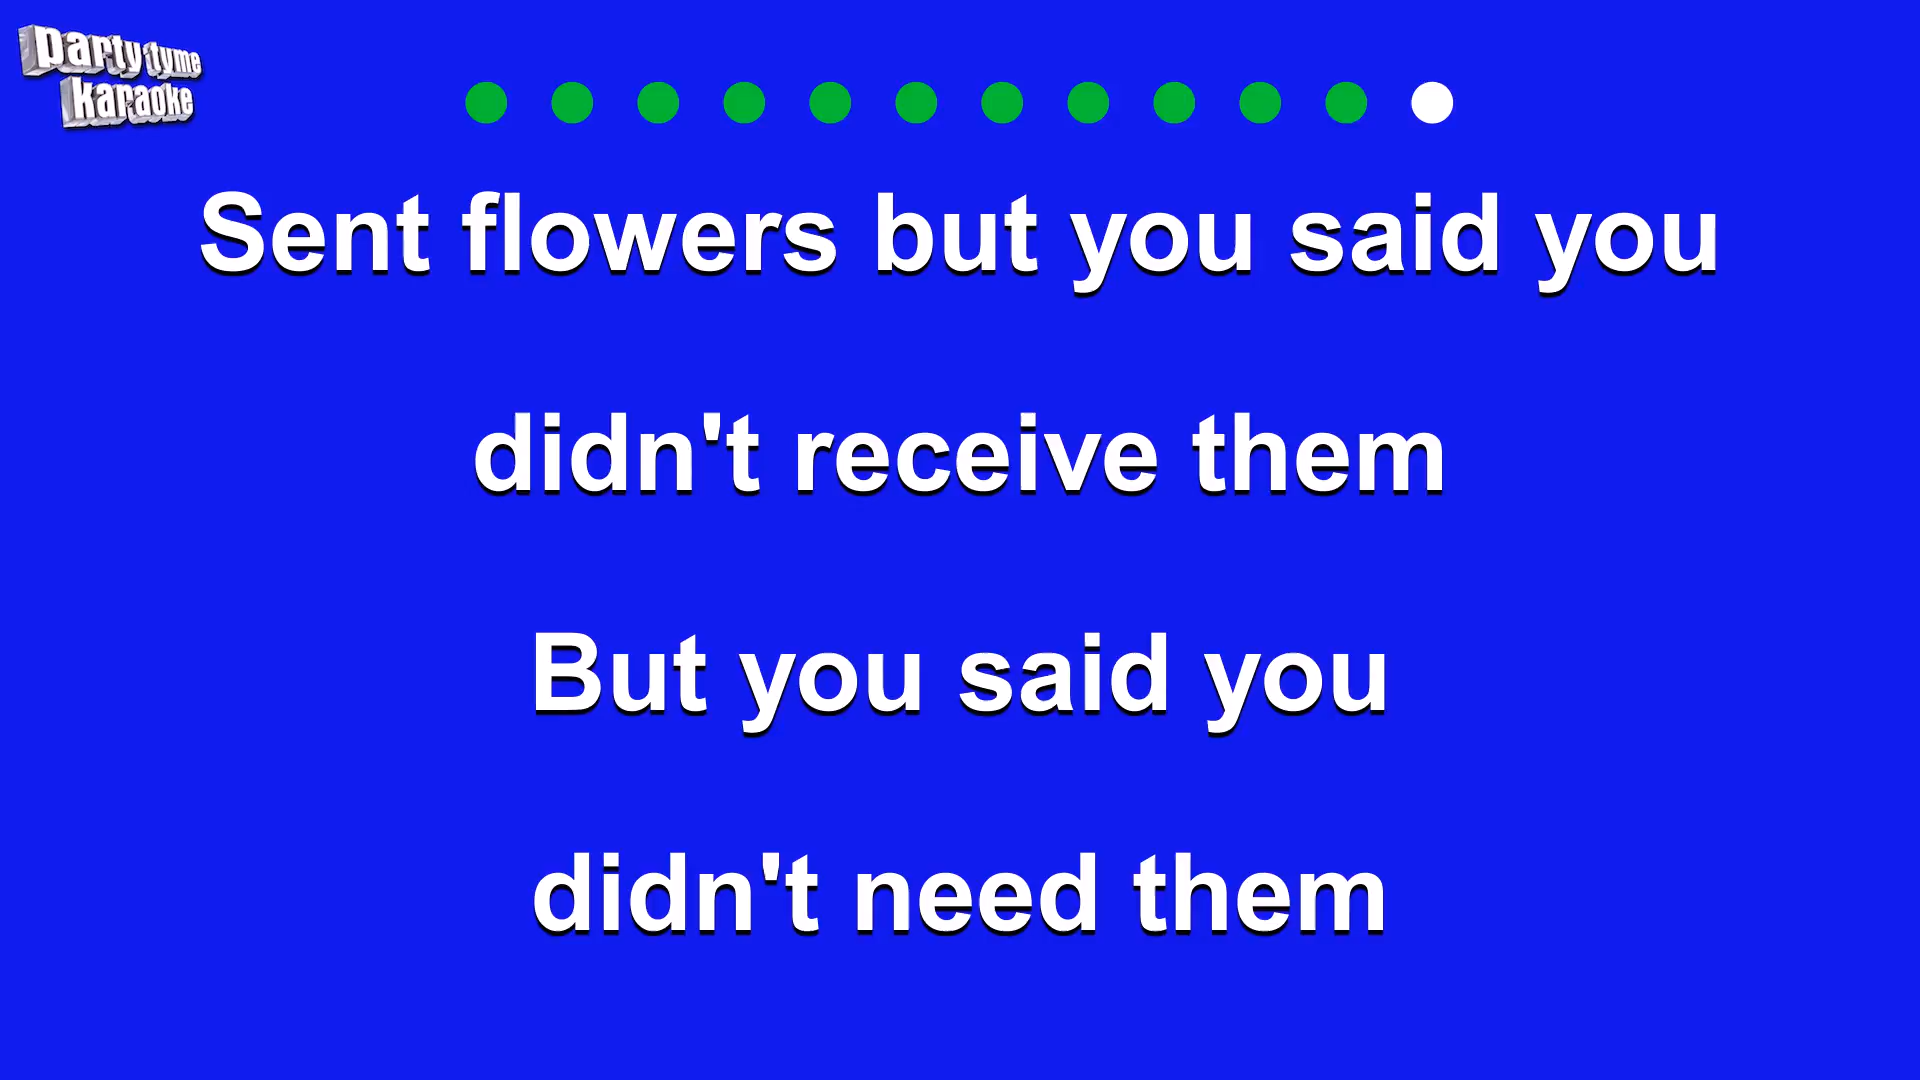 party tyme
karaoke
Sent flowers but you said you
didn't receive them
But you said you
didn't need them